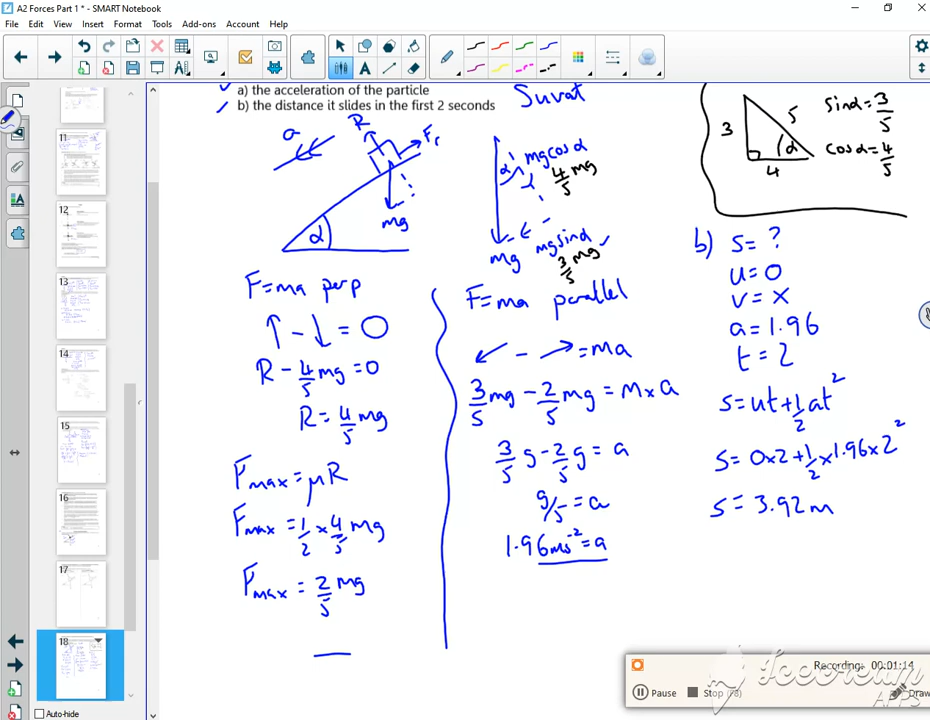 A2 Forces Part 1 * - SMART Notebook
File Edit View Insert Format Tools Add-ons Account Help
a) the acceleration of the particle
b) the distance it slides in the first 2 seconds
Suvat
a
R
Fr
mg
α
α
mgcosα
4/5 mg
mgsinα
3/5 mg
mg
3
5
4
α
sinα = 3/5
cosα = 4/5
F=ma perp
↑ - ↓ = 0
R - 4/5 mg = 0
R = 4/5 mg
Fmax = μR
Fmax = 1/2 × 4/5 mg
Fmax = 2/5 mg
F=ma parallel
↙ - ↗ = ma
3/5 mg - 2/5 mg = m×a
3/5 g - 2/5 g = a
g/5 = a
1.96ms⁻² = a
b) s = ?
u = 0
v = x
a = 1.96
t = 2
s = ut + 1/2 at²
s = 0×2 + 1/2 × 1.96 × 2²
s = 3.92m
11
12
13
14
15
16
17
18
Auto-hide
Recording: 00:01:14
Pause
Stop (F8)
Draw
Icecream
APPS